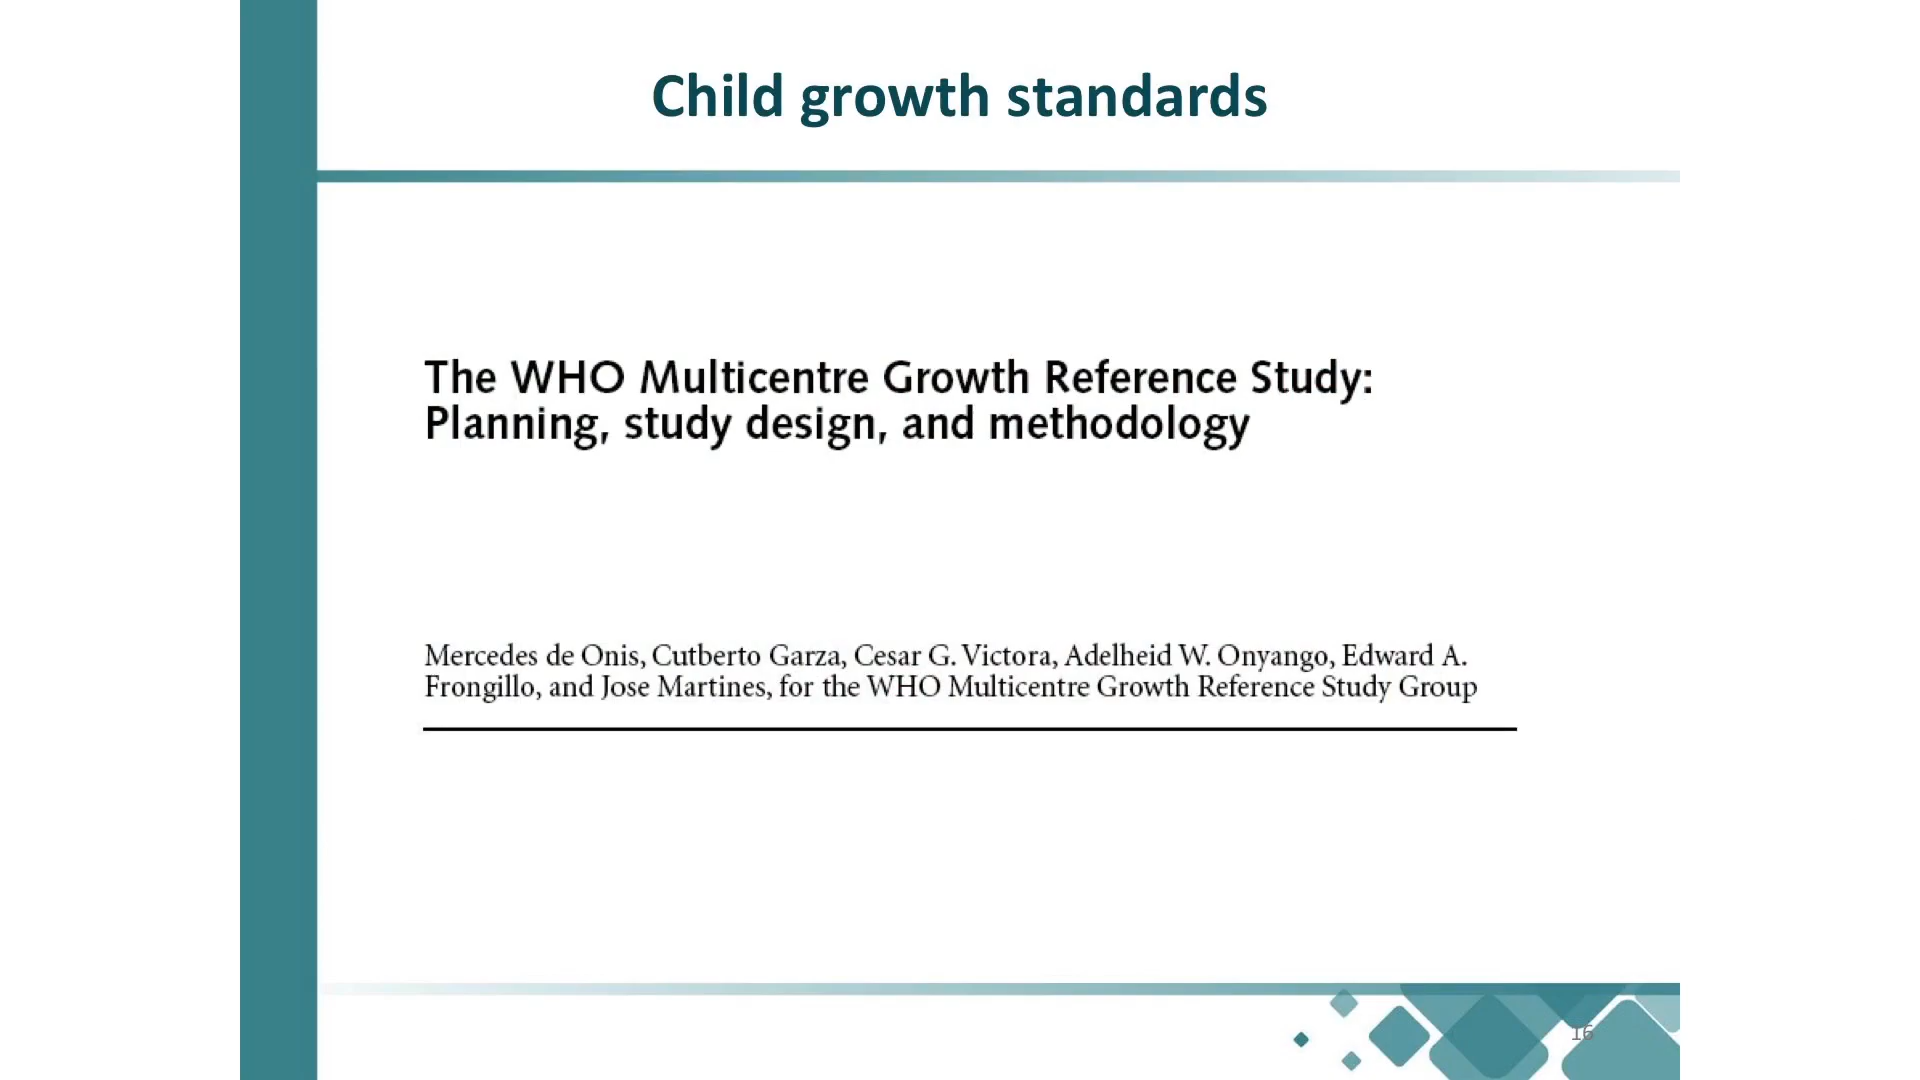 Child growth standards
The WHO Multicentre Growth Reference Study:
Planning, study design, and methodology
Mercedes de Onis, Cutberto Garza, Cesar G. Victora, Adelheid W. Onyango, Edward A.
Frongillo, and Jose Martines, for the WHO Multicentre Growth Reference Study Group
16